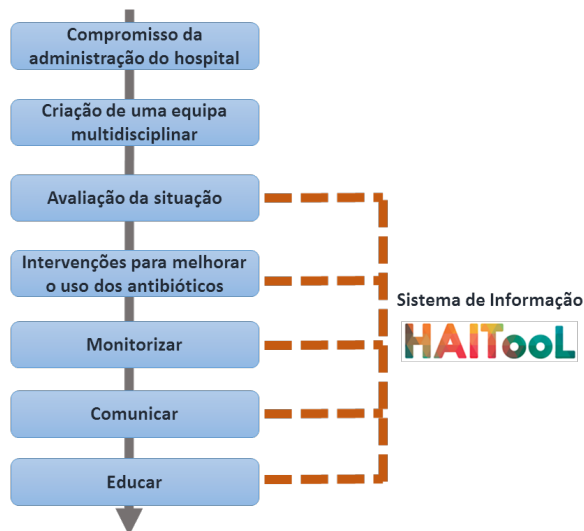 Compromisso da
administração do hospital
Criação de uma equipa
multidisciplinar
Avaliação da situação
Intervenções para melhorar
o uso dos antibióticos
Sistema de Informação
HAITooL
Monitorizar
Comunicar
Educar